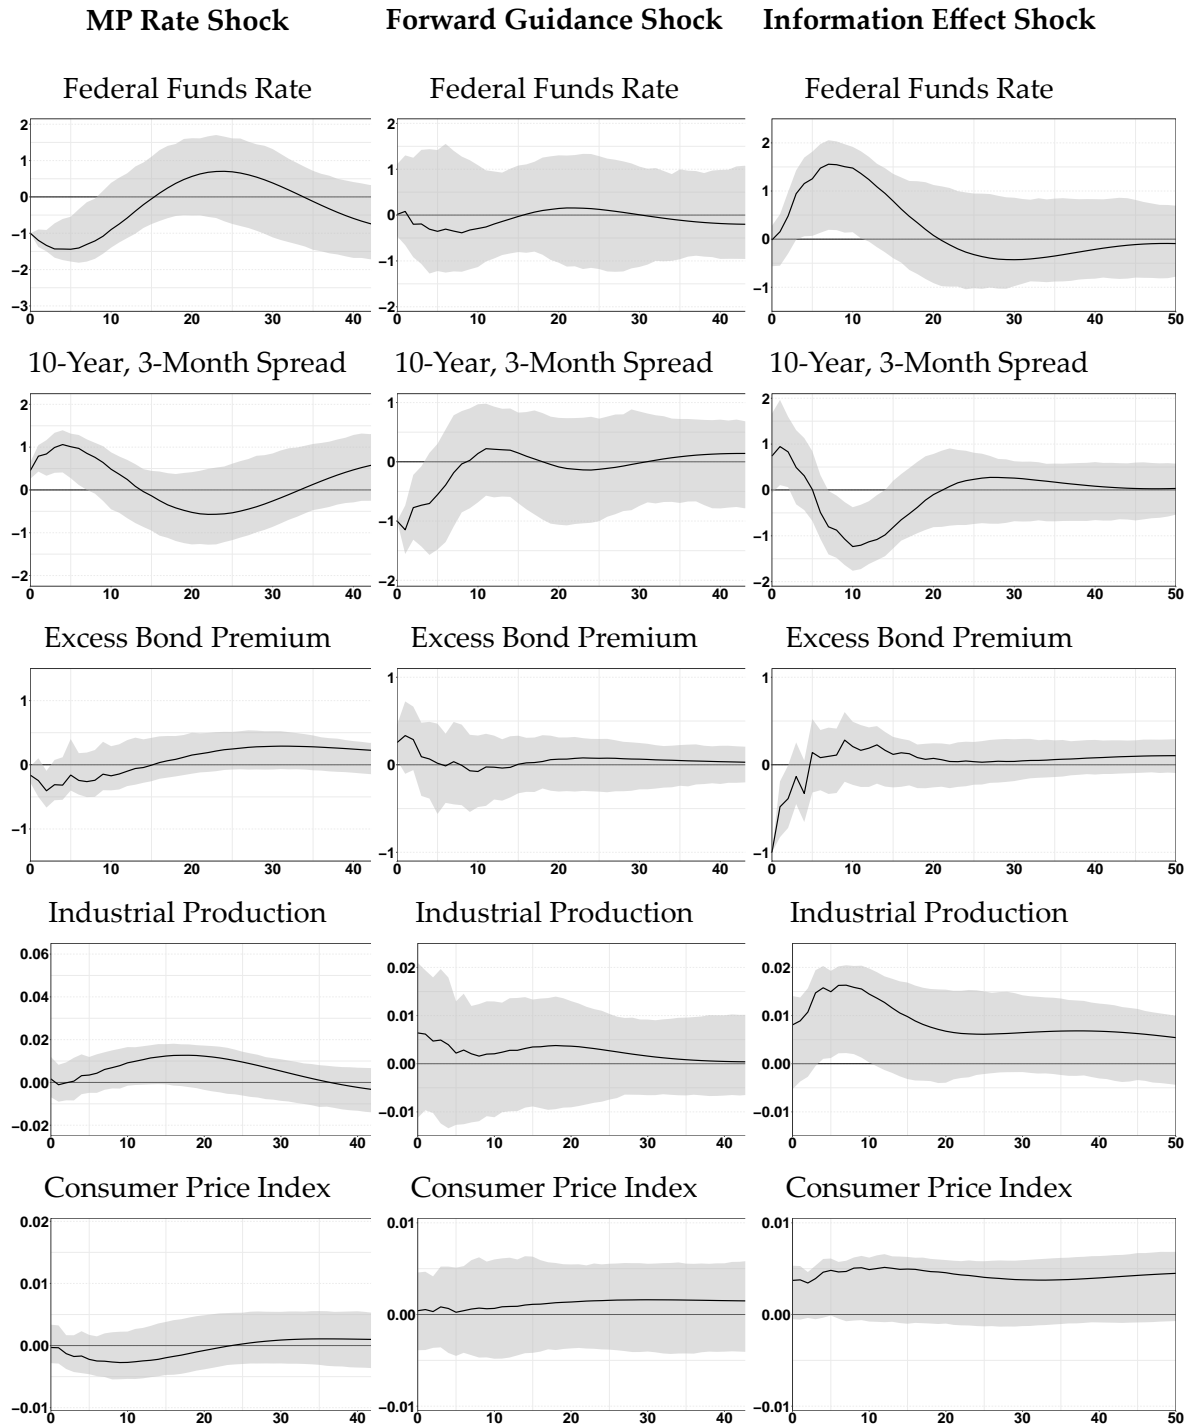 MP Rate Shock Forward Guidance Shock Information Effect Shock
Federal Funds Rate Federal Funds Rate Federal Funds Rate
2 2 2
1 1 1
0 0 0
−1 −1 −1
−2 −2
−3
0 10 20 30 40 0 10 20 30 40 0 10 20 30 40 50
10-Year, 3-Month Spread 10-Year, 3-Month Spread 10-Year, 3-Month Spread
2 1 2
1 0 1
0 −1 0
−1 −2 −1
−2 −2
0 10 20 30 40 0 10 20 30 40 0 10 20 30 40 50
Excess Bond Premium Excess Bond Premium Excess Bond Premium
1 1 1
0 0 0
−1 −1 −1
0 10 20 30 40 0 10 20 30 40 0 10 20 30 40 50
Industrial Production Industrial Production Industrial Production
0.06 0.02 0.02
0.04 0.01 0.01
0.02 0.00 0.00
0.00 −0.01 −0.01
−0.02
0 10 20 30 40 0 10 20 30 40 0 10 20 30 40 50
Consumer Price Index Consumer Price Index Consumer Price Index
0.02 0.01 0.01
0.01 0.00 0.00
0.00 −0.01 −0.01
−0.01
0 10 20 30 40 0 10 20 30 40 0 10 20 30 40 50